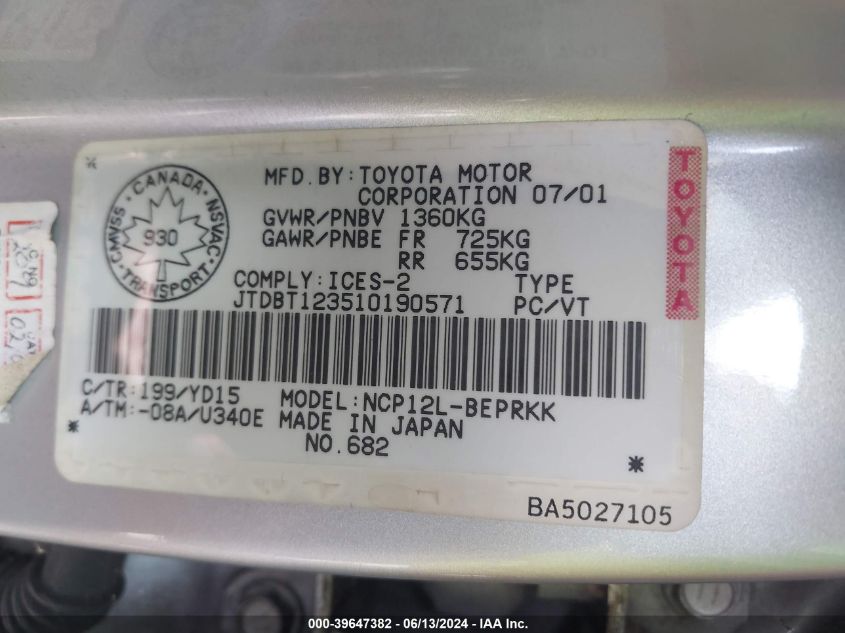 MFD.BY:TOYOTA MOTOR
CORPORATION 07/01
GVWR/PNBV 1360KG
GAWR/PNBE FR 725KG
RR 655KG
COMPLY:ICES-2 TYPE
JTDBT123510190571 PC/VT
CANADA
CMVSS 930 NSVAC
TRANSPORT
TOYOTA
C/TR:199/YD15 MODEL:NCP12L-BEPRKK
A/TM:-08A/U340E MADE IN JAPAN
NO.682
BA5027105
000-39647382 - 06/13/2024 - IAA Inc.